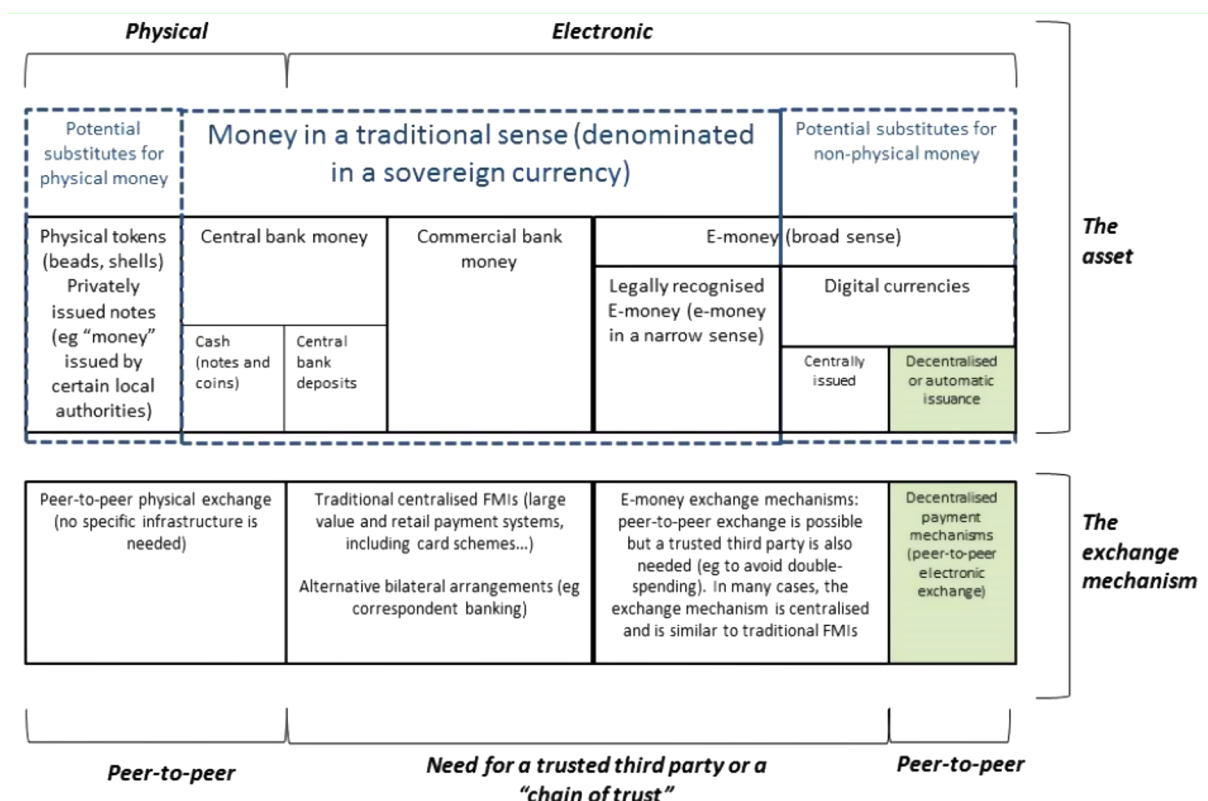 Physical
Electronic
Potential
substitutes for
physical money
Money in a traditional sense (denominated
in a sovereign currency)
Potential substitutes for
non-physical money
Physical tokens
(beads, shells)
Privately
issued notes
(eg “money”
issued by
certain local
authorities)
Central bank money
Cash
(notes and
coins)
Central
bank
deposits
Commercial bank
money
E-money (broad sense)
Legally recognised
E-money (e-money
in a narrow sense)
Digital currencies
Centrally
issued
Decentralised
or automatic
issuance
The
asset
Peer-to-peer physical exchange
(no specific infrastructure is
needed)
Traditional centralised FMIs (large
value and retail payment systems,
including card schemes...)
Alternative bilateral arrangements (eg
correspondent banking)
E-money exchange mechanisms:
peer-to-peer exchange is possible
but a trusted third party is also
needed (eg to avoid double-
spending). In many cases, the
exchange mechanism is centralised
and is similar to traditional FMIs
Decentralised
payment
mechanisms
(peer-to-peer
electronic
exchange)
The
exchange
mechanism
Peer-to-peer
Need for a trusted third party or a
“chain of trust”
Peer-to-peer